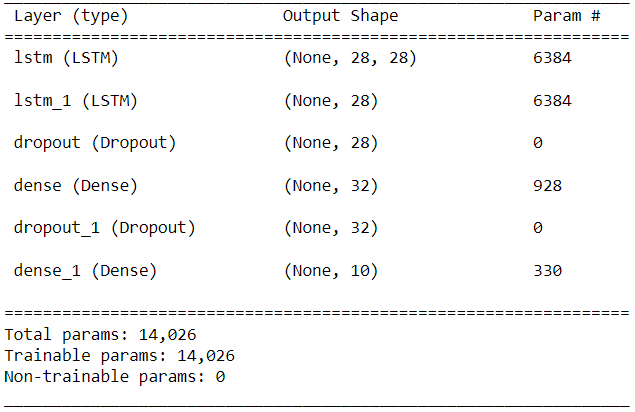 Layer (type) Output Shape Param #
=================================================================
lstm (LSTM) (None, 28, 28) 6384
lstm_1 (LSTM) (None, 28) 6384
dropout (Dropout) (None, 28) 0
dense (Dense) (None, 32) 928
dropout_1 (Dropout) (None, 32) 0
dense_1 (Dense) (None, 10) 330
=================================================================
Total params: 14,026
Trainable params: 14,026
Non-trainable params: 0